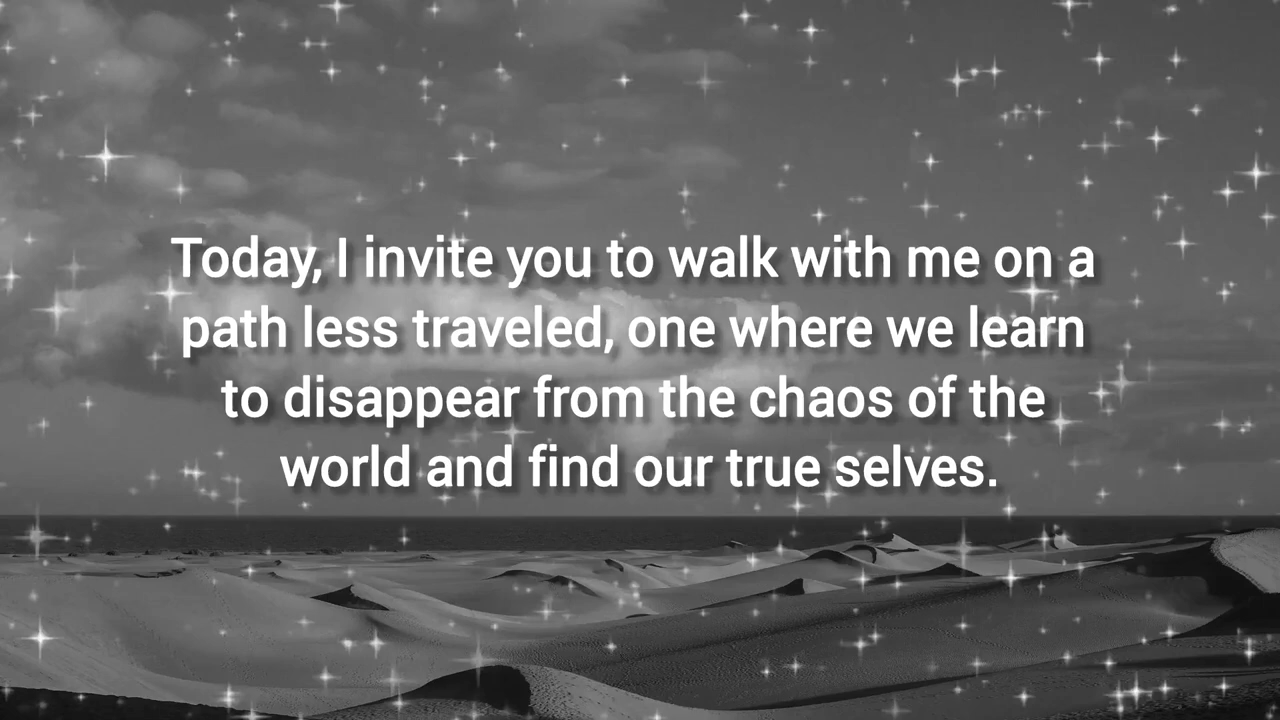 Today, I invite you to walk with me on a
path less traveled, one where we learn
to disappear from the chaos of the
world and find our true selves.